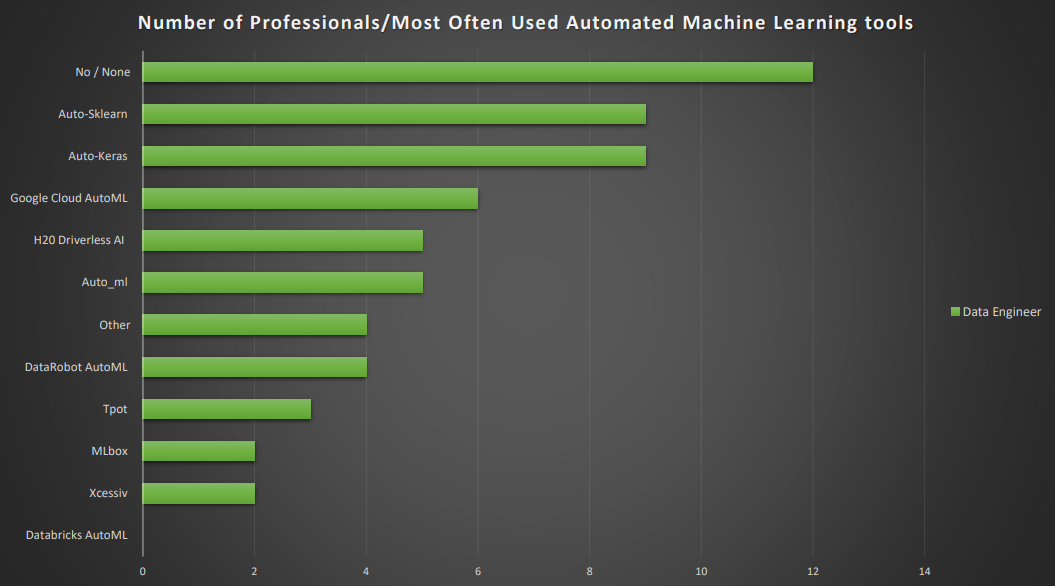 Number of Professionals/Most Often Used Automated Machine Learning tools
No / None
Auto-Sklearn
Auto-Keras
Google Cloud AutoML
H20 Driverless AI
Auto_ml
Other
DataRobot AutoML
Tpot
MLbox
Xcessiv
Databricks AutoML
0 2 4 6 8 10 12 14
Data Engineer